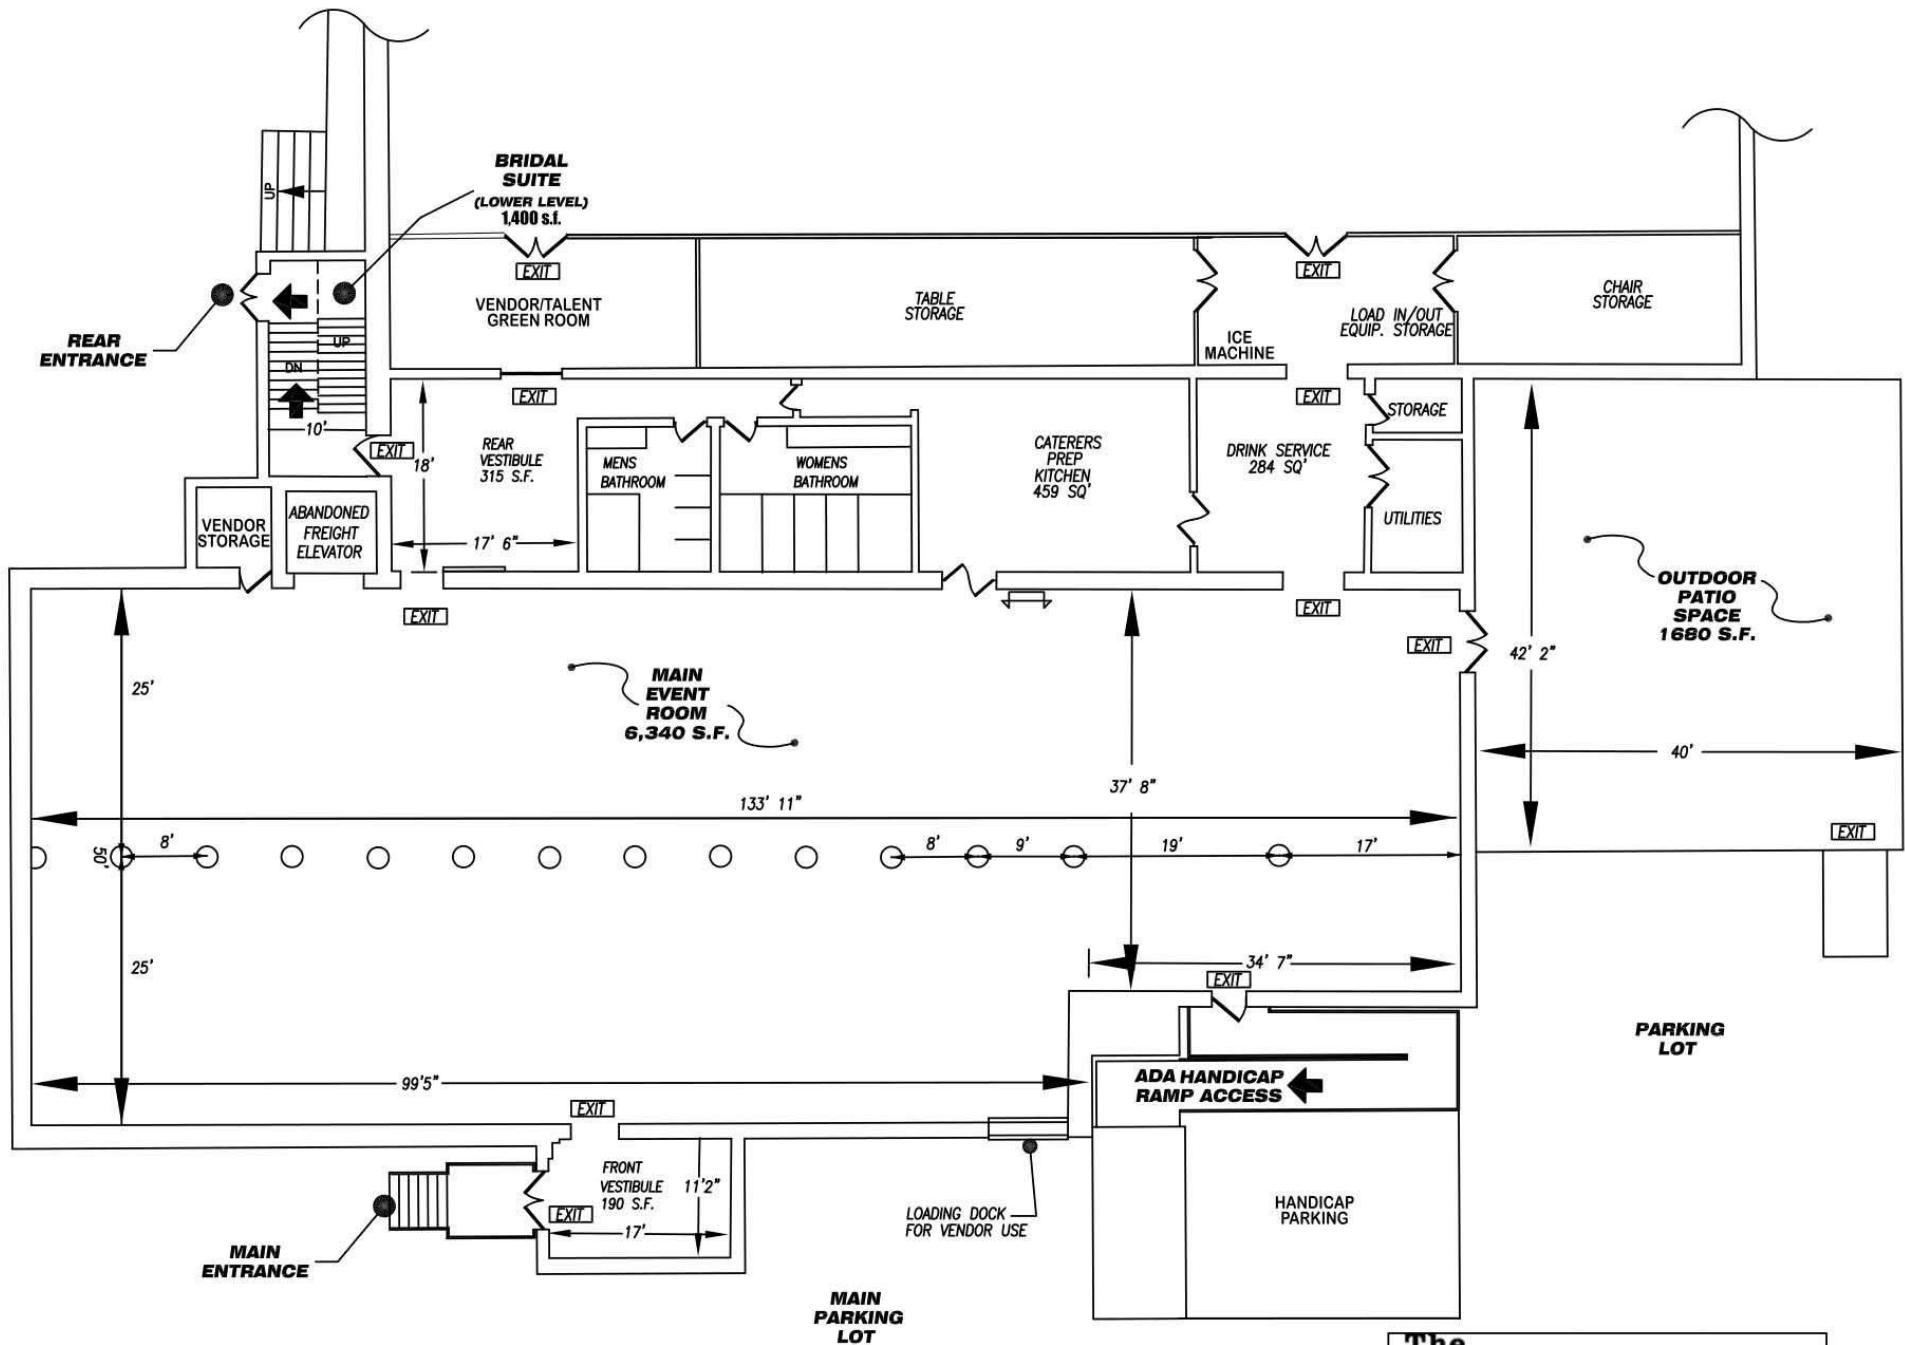 BRIDAL
SUITE
(LOWER LEVEL)
1,400 s.f.
UP
REAR
ENTRANCE
EXIT
VENDOR/TALENT
GREEN ROOM
TABLE
STORAGE
ICE
MACHINE
EXIT
LOAD IN/OUT
EQUIP. STORAGE
CHAIR
STORAGE
UP
DN
10'
EXIT
18'
EXIT
REAR
VESTIBULE
315 S.F.
17' 6"
MENS
BATHROOM
WOMENS
BATHROOM
CATERERS
PREP
KITCHEN
459 SQ'
EXIT
DRINK SERVICE
284 SQ'
STORAGE
UTILITIES
VENDOR
STORAGE
ABANDONED
FREIGHT
ELEVATOR
EXIT
EXIT
EXIT
42' 2"
OUTDOOR
PATIO
SPACE
1680 S.F.
40'
EXIT
25'
MAIN
EVENT
ROOM
6,340 S.F.
37' 8"
133' 11"
50'
8'
8'
9'
19'
17'
25'
34' 7"
EXIT
99'5"
EXIT
ADA HANDICAP
RAMP ACCESS
PARKING
LOT
FRONT
VESTIBULE
190 S.F.
11'2"
EXIT
17'
MAIN
ENTRANCE
LOADING DOCK
FOR VENDOR USE
HANDICAP
PARKING
MAIN
PARKING
LOT
The